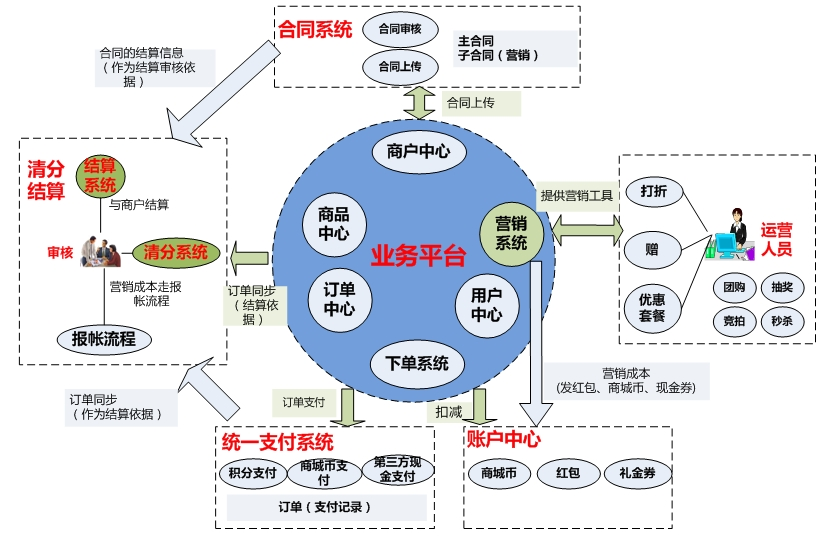 合同系统
合同审核
合同上传
主合同
子合同（营销）
合同的结算信息
（作为结算审核依
据）
合同上传
清分
结算
结算
系统
与商户结算
审核
清分系统
营销成本走报
帐流程
报帐流程
商户中心
商品
中心
营销
系统
业务平台
订单
中心
用户
中心
下单系统
提供营销工具
打折
赠
优惠
套餐
运营
人员
团购
抽奖
竞拍
秒杀
订单同步
（结算依
据）
订单同步
（作为结算依据）
订单支付
扣减
营销成本
(发红包、商城币、现金券)
统一支付系统
积分支付
商城币支
付
第三方现
金支付
订单（支付记录）
账户中心
商城币
红包
礼金券